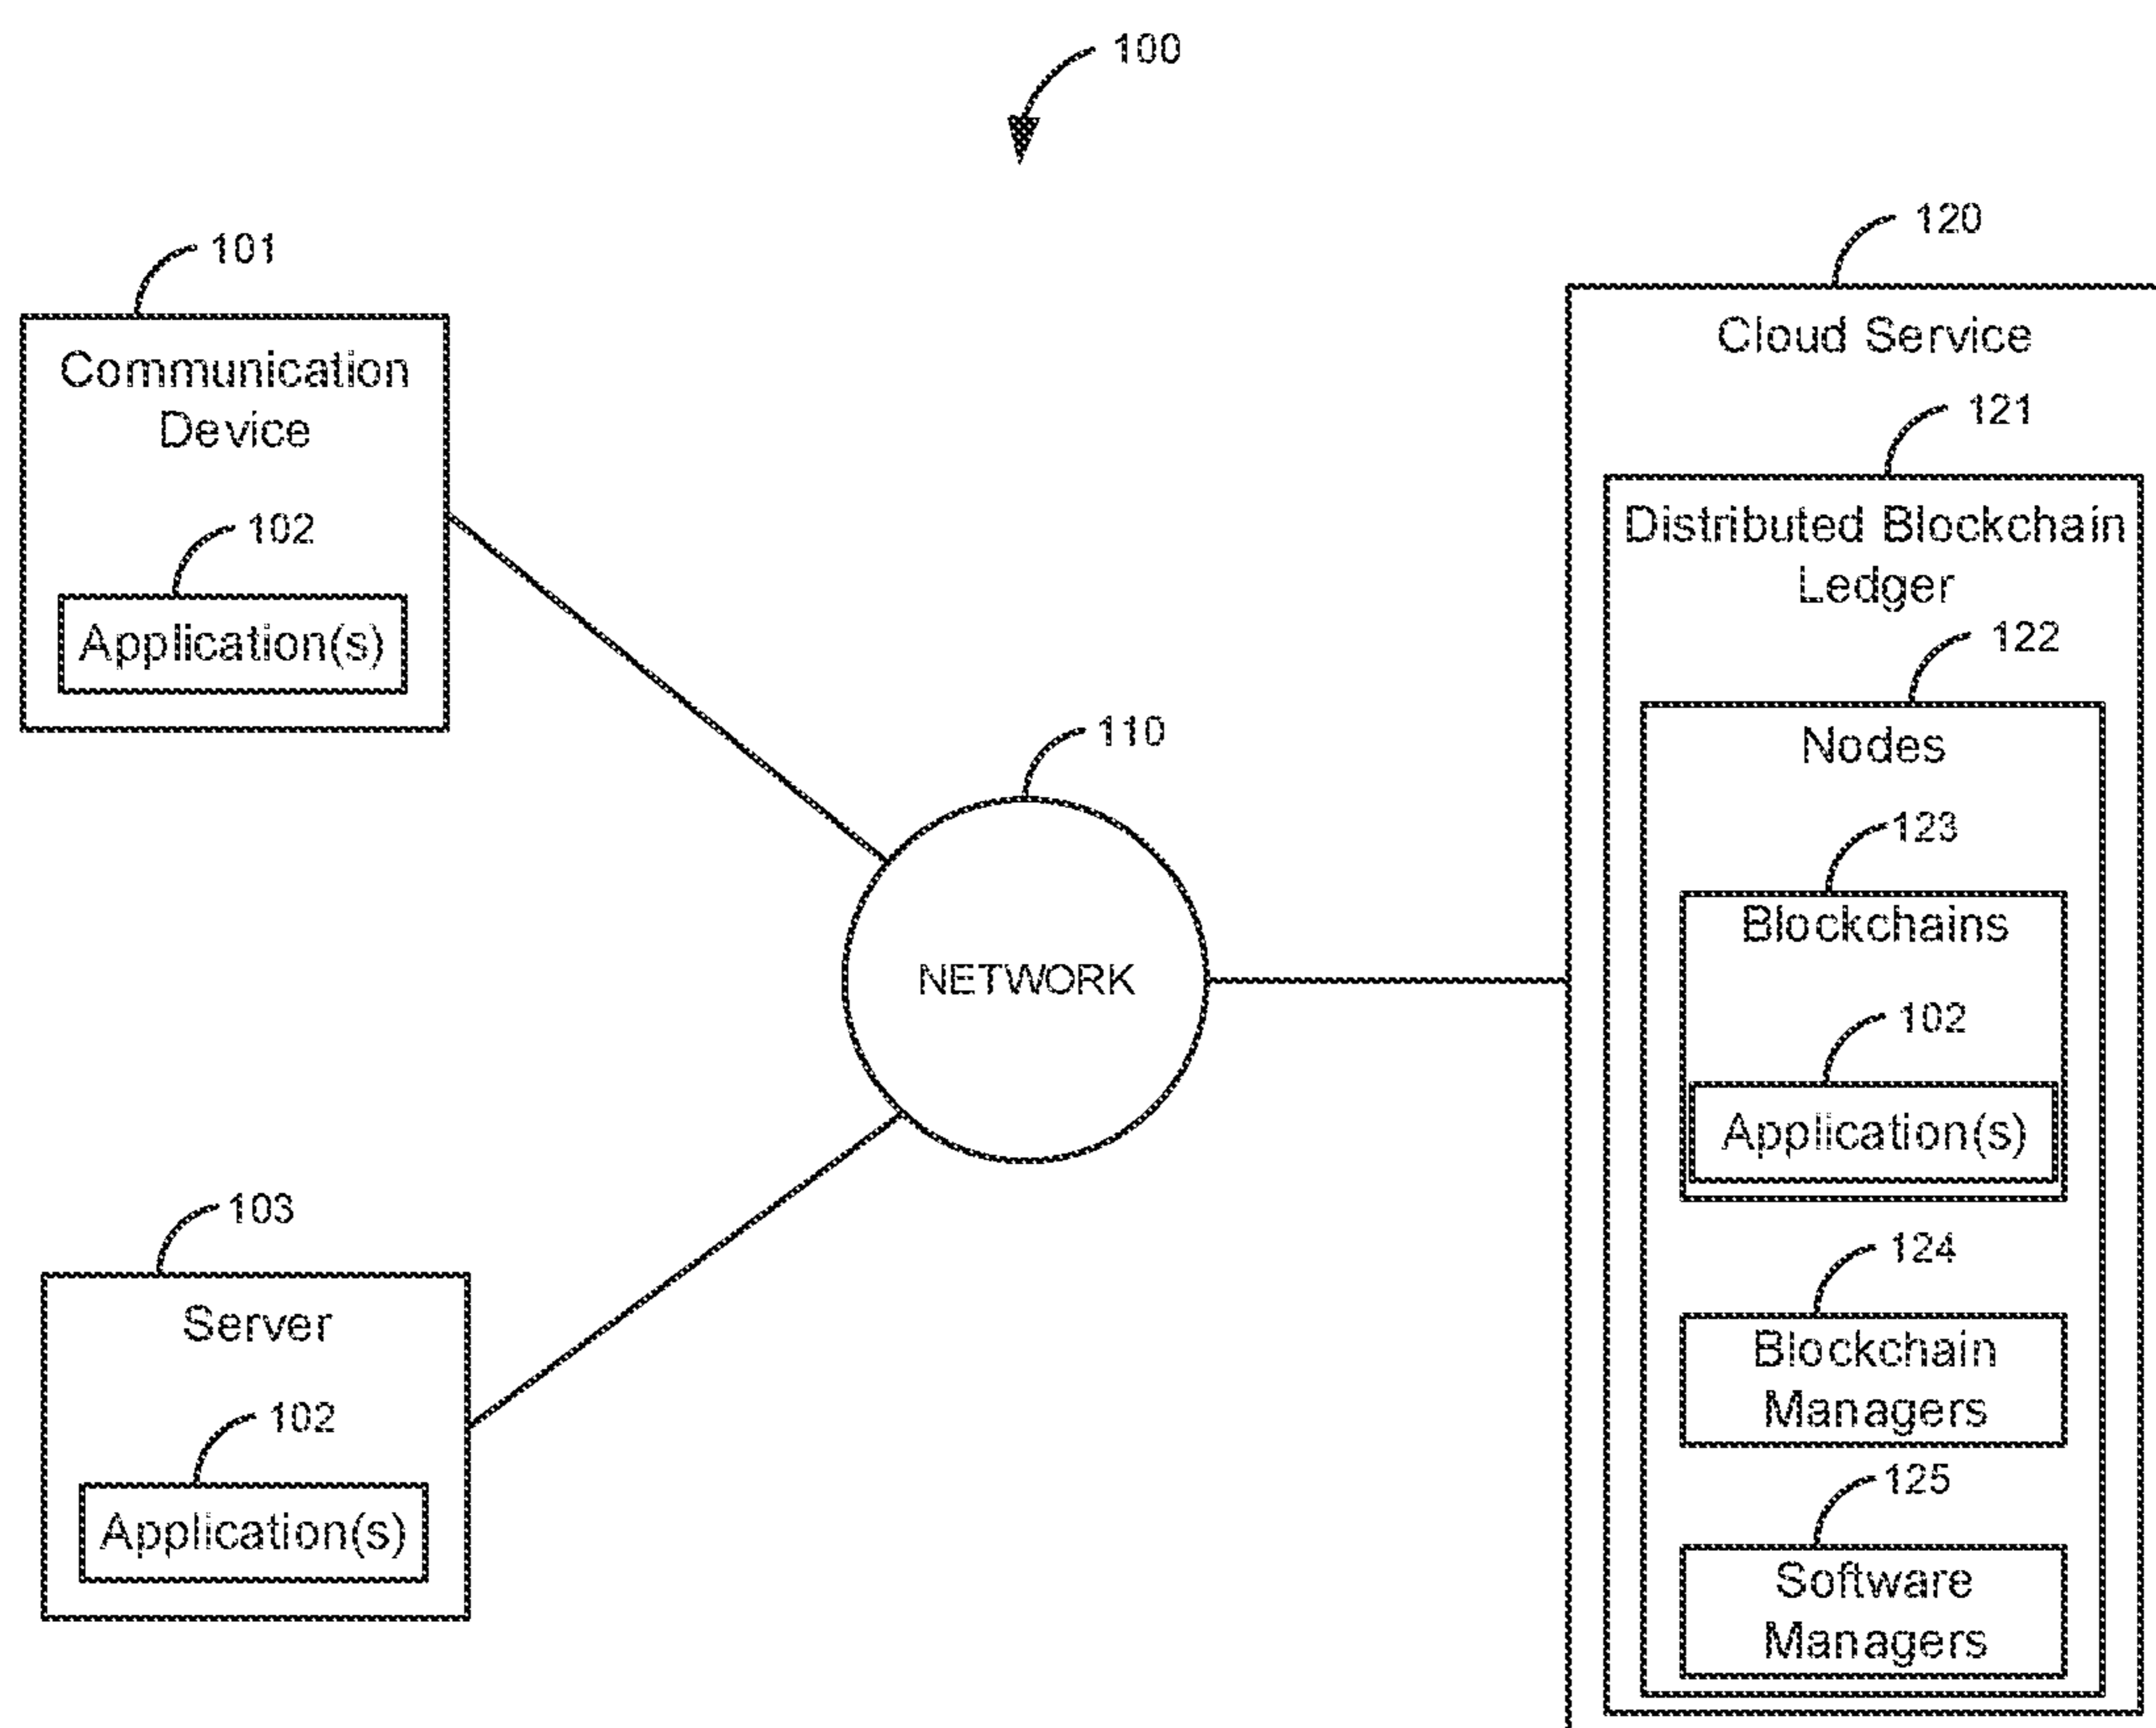 100
101
Communication
Device
102
Application(s)
103
Server
102
Application(s)
110
NETWORK
120
Cloud Service
121
Distributed Blockchain
Ledger
122
Nodes
123
Blockchains
102
Application(s)
124
Blockchain
Managers
125
Software
Managers